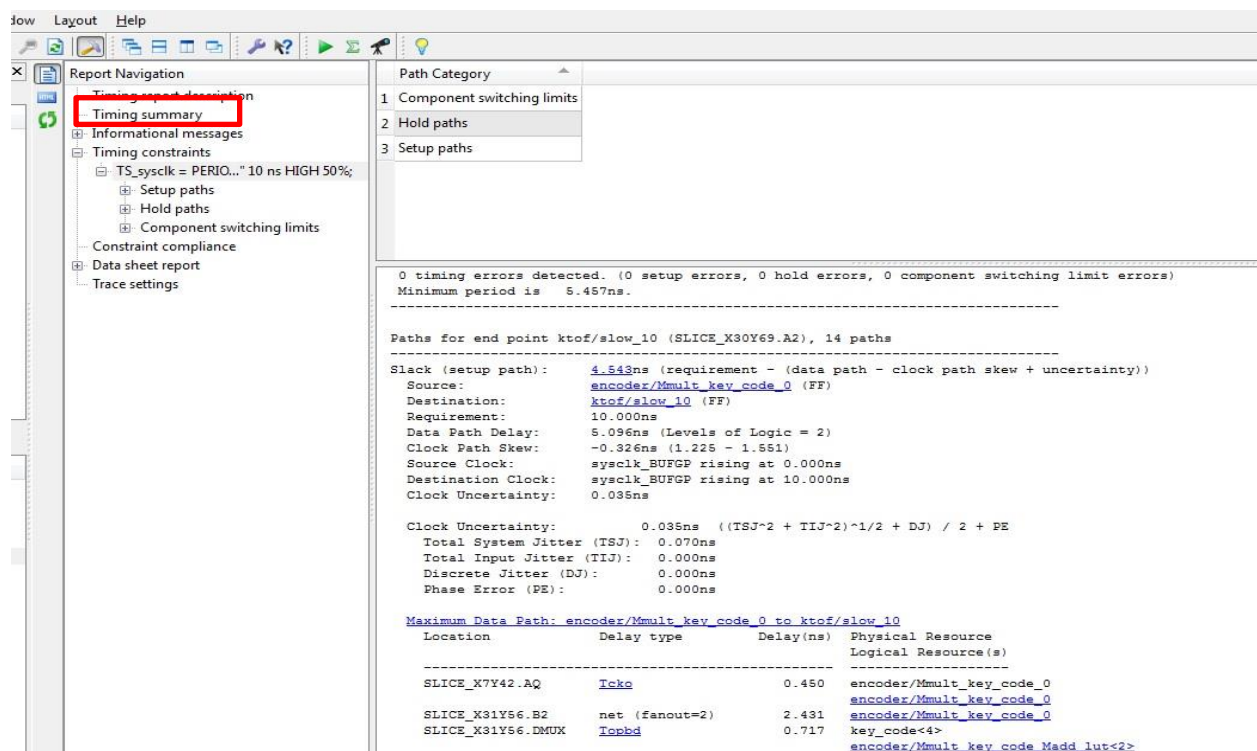 dow Layout Help
Report Navigation
Timing report description
Timing summary
Informational messages
Timing constraints
TS_sysclk = PERIO..." 10 ns HIGH 50%;
Setup paths
Hold paths
Component switching limits
Constraint compliance
Data sheet report
Trace settings
Path Category
1 Component switching limits
2 Hold paths
3 Setup paths
0 timing errors detected. (0 setup errors, 0 hold errors, 0 component switching limit errors)
Minimum period is 5.457ns.
Paths for end point ktof/slow_10 (SLICE_X30Y69.A2), 14 paths
Slack (setup path): 4.543ns (requirement - (data path - clock path skew + uncertainty))
Source: encoder/Mmult_key_code_0 (FF)
Destination: ktof/slow_10 (FF)
Requirement: 10.000ns
Data Path Delay: 5.096ns (Levels of Logic = 2)
Clock Path Skew: -0.326ns (1.225 - 1.551)
Source Clock: sysclk_BUFGP rising at 0.000ns
Destination Clock: sysclk_BUFGP rising at 10.000ns
Clock Uncertainty: 0.035ns
Clock Uncertainty: 0.035ns ((TSJ^2 + TIJ^2)^1/2 + DJ) / 2 + PE
Total System Jitter (TSJ): 0.070ns
Total Input Jitter (TIJ): 0.000ns
Discrete Jitter (DJ): 0.000ns
Phase Error (PE): 0.000ns
Maximum Data Path: encoder/Mmult_key_code_0 to ktof/slow_10
Location Delay type Delay(ns) Physical Resource
Logical Resource(s)
SLICE_X7Y42.AQ Tcko 0.450 encoder/Mmult_key_code_0
encoder/Mmult_key_code_0
SLICE_X31Y56.B2 net (fanout=2) 2.431 encoder/Mmult_key_code_0
SLICE_X31Y56.DMUX Topbd 0.717 key_code<4>
encoder/Mmult_key_code_Madd_lut<2>